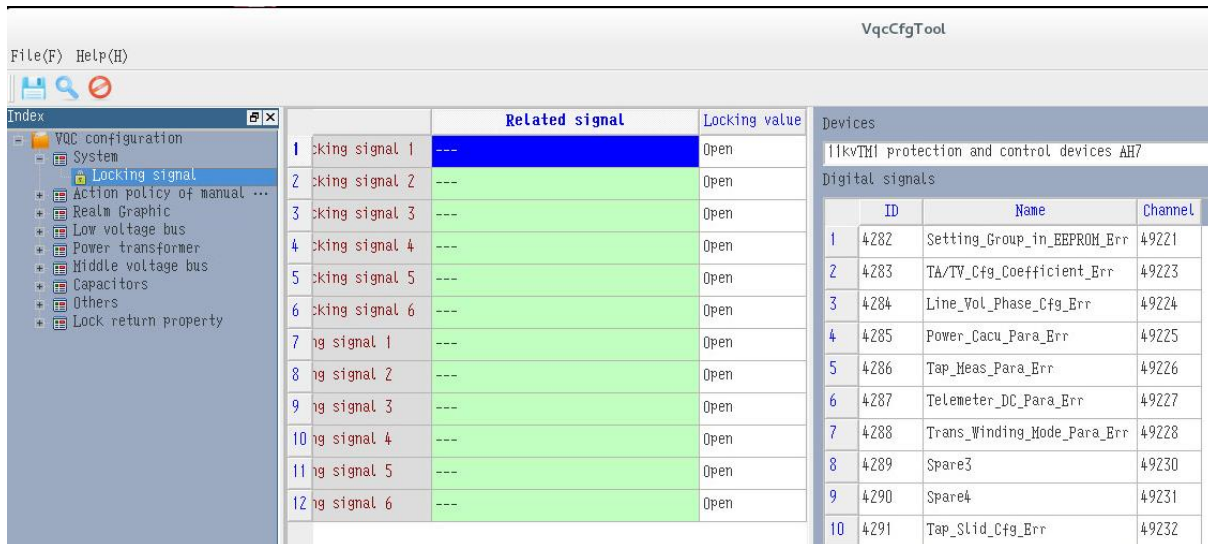 VqcCfgTool
File(F) Help(H)
Index
VQC configuration
System
Locking signal
Action policy of manual ···
Realm Graphic
Low voltage bus
Power transformer
Middle voltage bus
Capacitors
Others
Lock return property
Related signal Locking value
1 cking signal 1 --- Open
2 cking signal 2 --- Open
3 cking signal 3 --- Open
4 cking signal 4 --- Open
5 cking signal 5 --- Open
6 cking signal 6 --- Open
7 ng signal 1 --- Open
8 ng signal 2 --- Open
9 ng signal 3 --- Open
10 ng signal 4 --- Open
11 ng signal 5 --- Open
12 ng signal 6 --- Open
Devices
11kvTM1 protection and control devices AH7
Digital signals
ID Name Channel
1 4282 Setting_Group_in_EEPROM_Err 49221
2 4283 TA/TV_Cfg_Coefficient_Err 49223
3 4284 Line_Vol_Phase_Cfg_Err 49224
4 4285 Power_Cacu_Para_Err 49225
5 4286 Tap_Meas_Para_Err 49226
6 4287 Telemeter_DC_Para_Err 49227
7 4288 Trans_Winding_Mode_Para_Err 49228
8 4289 Spare3 49230
9 4290 Spare4 49231
10 4291 Tap_Slid_Cfg_Err 49232